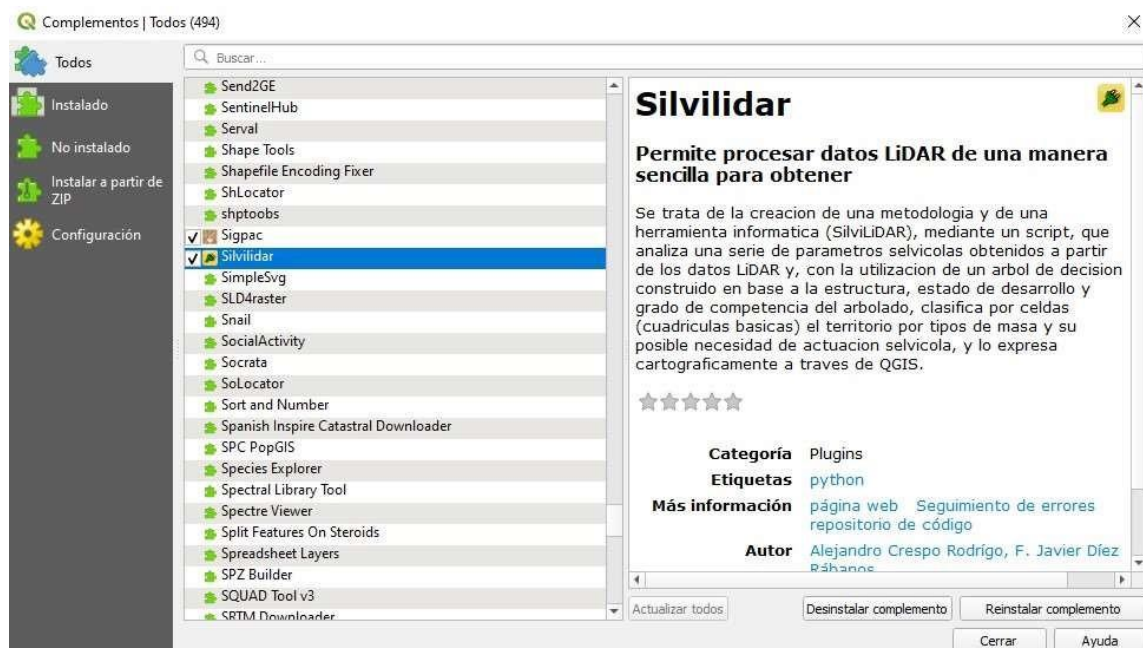 Complementos | Todos (494)
Todos
Instalado
No instalado
Instalar a partir de
ZIP
Configuración
Buscar...
Send2GE
SentinelHub
Serval
Shape Tools
Shapefile Encoding Fixer
ShLocator
shptoobs
Sigpac
Silvilidar
SimpleSvg
SLD4raster
Snail
SocialActivity
Socrata
SoLocator
Sort and Number
Spanish Inspire Catastral Downloader
SPC PopGIS
Species Explorer
Spectral Library Tool
Spectre Viewer
Split Features On Steroids
Spreadsheet Layers
SPZ Builder
SQUAD Tool v3
SRTM Downloader
Silvilidar
Permite procesar datos LiDAR de una manera
sencilla para obtener
Se trata de la creacion de una metodologia y de una
herramienta informatica (SilviLiDAR), mediante un script, que
analiza una serie de parametros selvicolas obtenidos a partir
de los datos LiDAR y, con la utilizacion de un arbol de decision
construido en base a la estructura, estado de desarrollo y
grado de competencia del arbolado, clasifica por celdas
(cuadriculas basicas) el territorio por tipos de masa y su
posible necesidad de actuacion selvicola, y lo expresa
cartograficamente a traves de QGIS.
Categoría Plugins
Etiquetas python
Más información página web Seguimiento de errores
repositorio de código
Autor Alejandro Crespo Rodrígo, F. Javier Díez
Rábanos
Actualizar todos
Desinstalar complemento
Reinstalar complemento
Cerrar
Ayuda